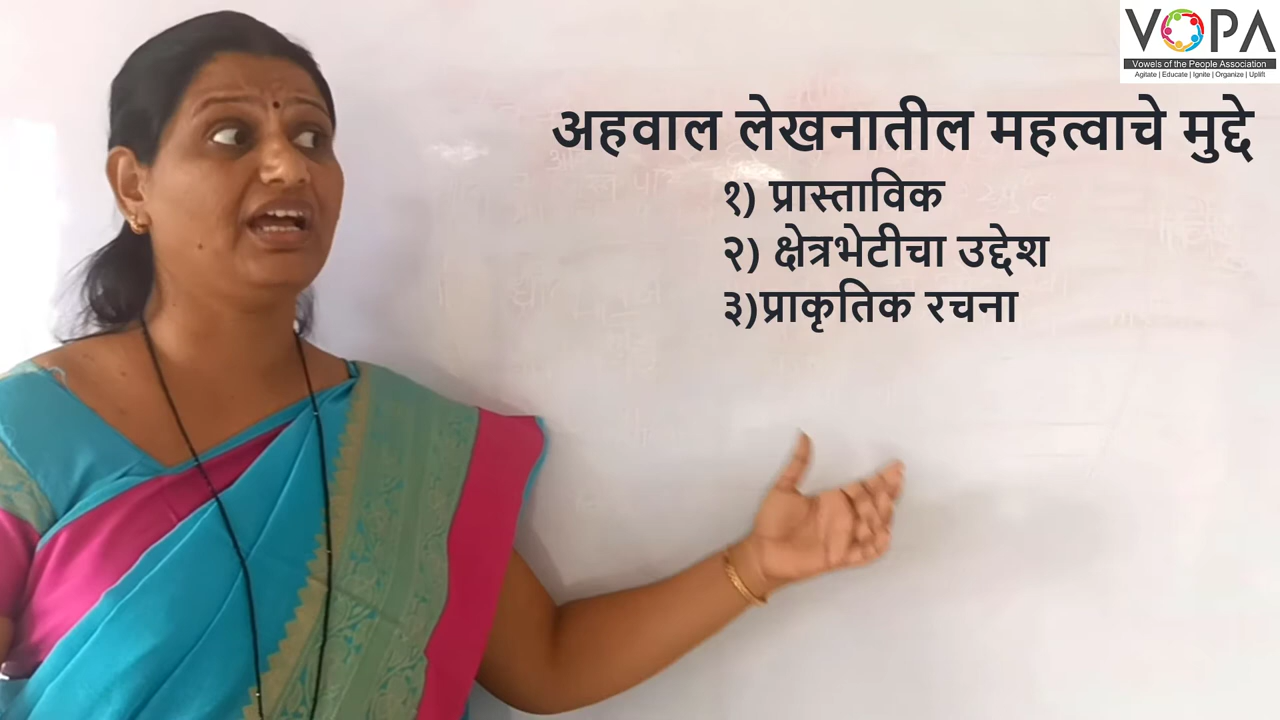 VOPA
Vowels of the People Association
Agitate | Educate | Ignite | Organize | Uplift
अहवाल लेखनातील महत्वाचे मुद्दे
१) प्रास्ताविक
२) क्षेत्रभेटीचा उद्देश
३)प्राकृतिक रचना